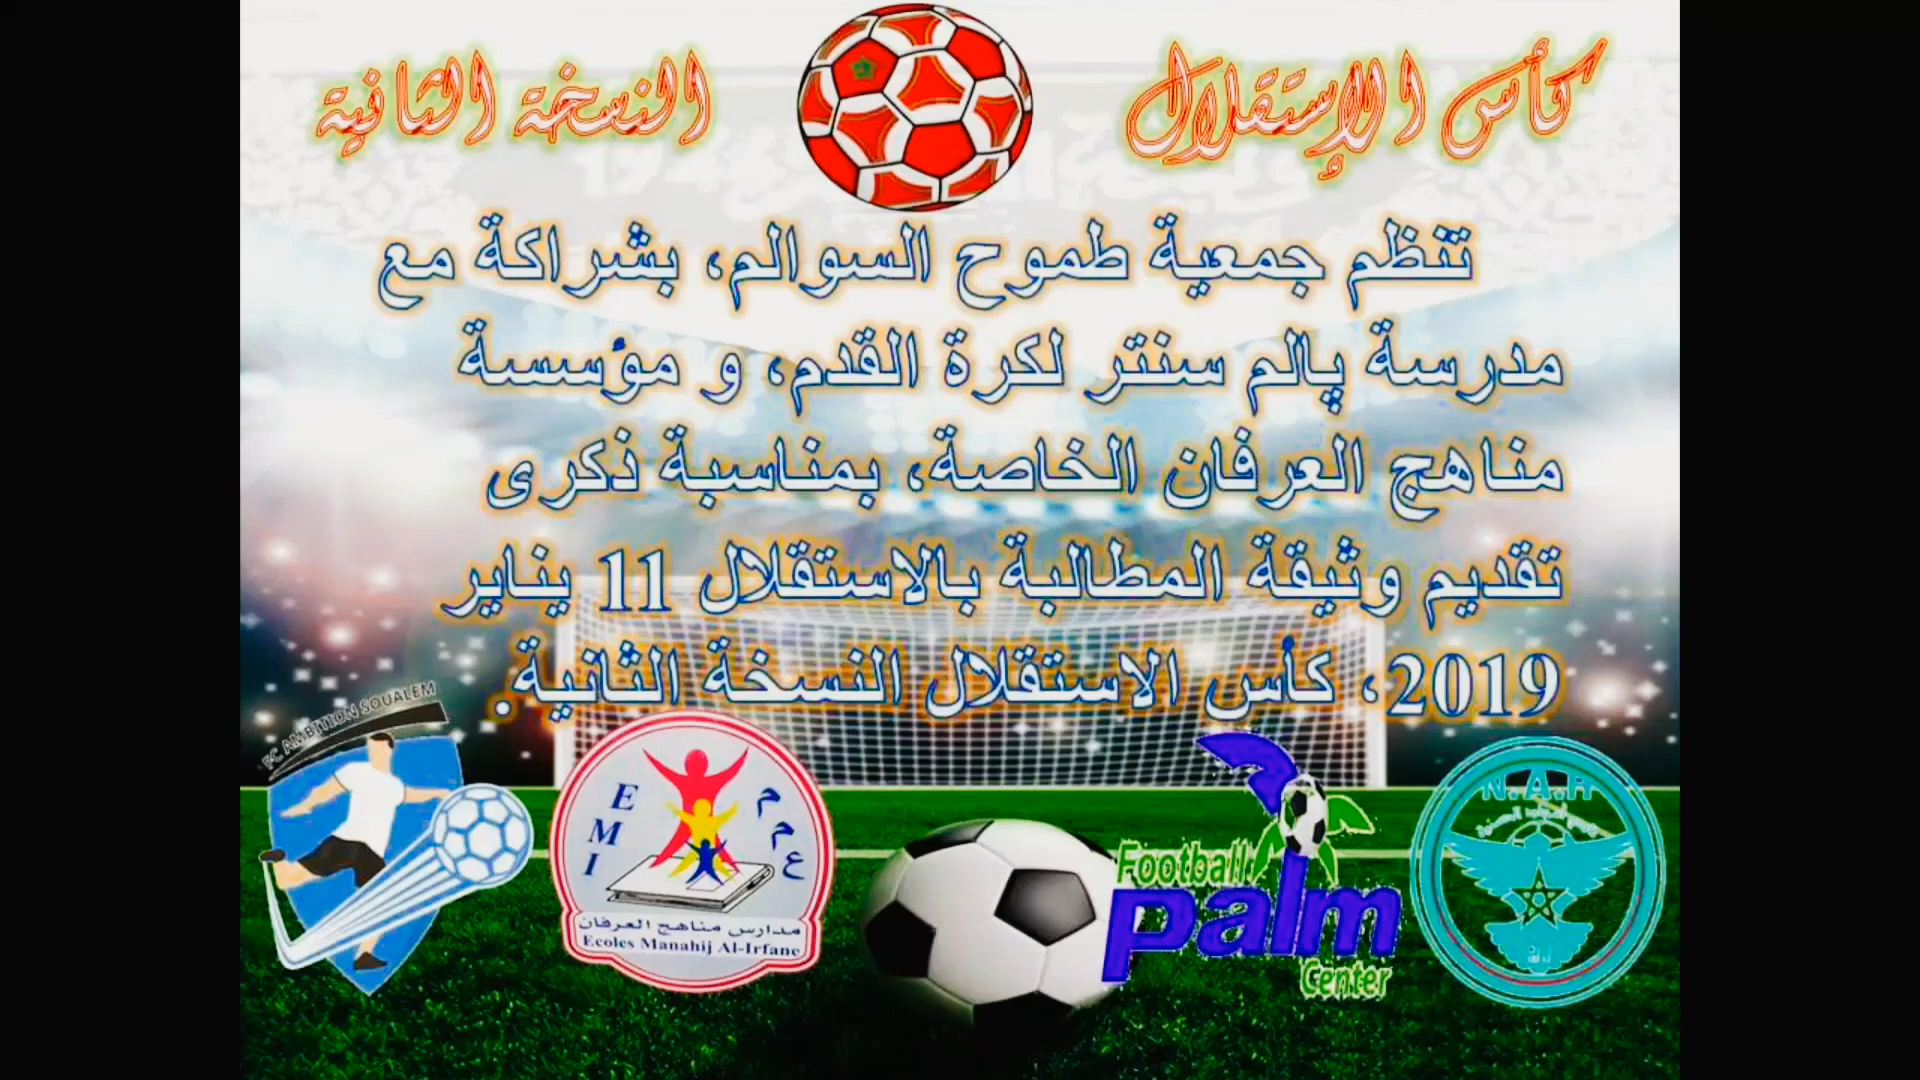 كأس الإستقلال
النسخة الثانية
تنظم جمعية طموح السوالم، بشراكة مع
مدرسة پالم سنتر لكرة القدم، و مؤسسة
مناهج العرفان الخاصة، بمناسبة ذكرى
تقديم وثيقة المطالبة بالاستقلال 11 يناير
2019، كأس الاستقلال النسخة الثانية.
FC AMBITION SOUALEM
E م
M م
I ع
مدارس مناهج العرفان
Ecoles Manahij Al-Irfane
Football
palm
Center
N.A.H